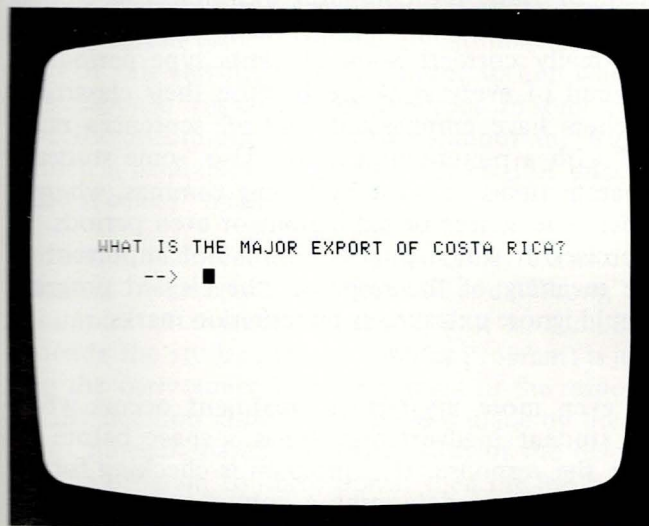 WHAT IS THE MAJOR EXPORT OF COSTA RICA?
--> ■